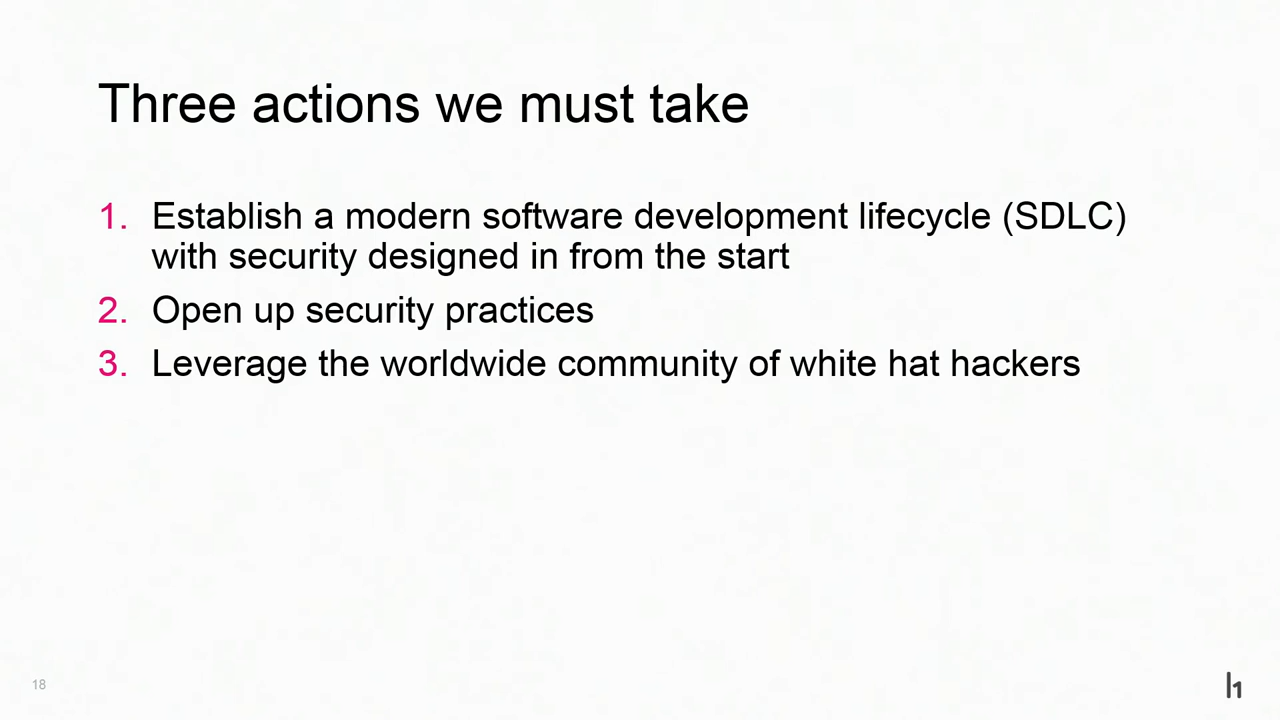 Three actions we must take
1. Establish a modern software development lifecycle (SDLC)
with security designed in from the start
2. Open up security practices
3. Leverage the worldwide community of white hat hackers
18
l1